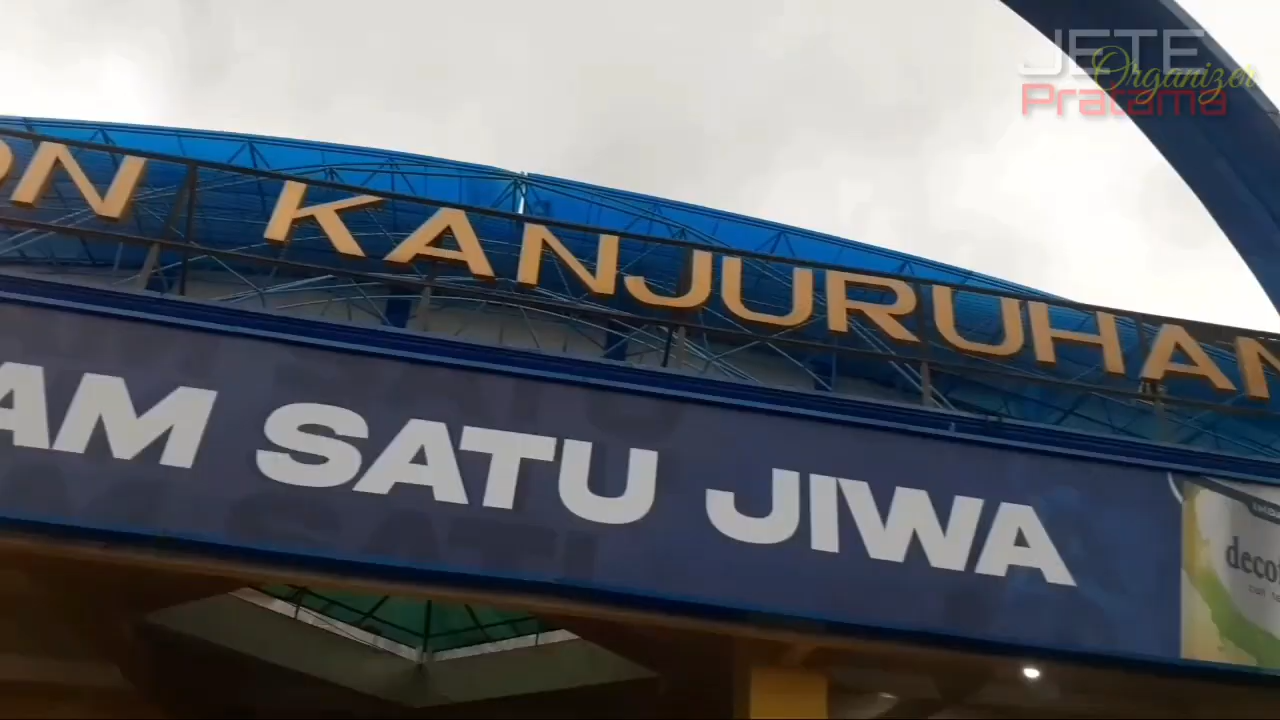 JETE
Organizer
Pratama
ON KANJURUHAN
AM SATU JIWA
deco